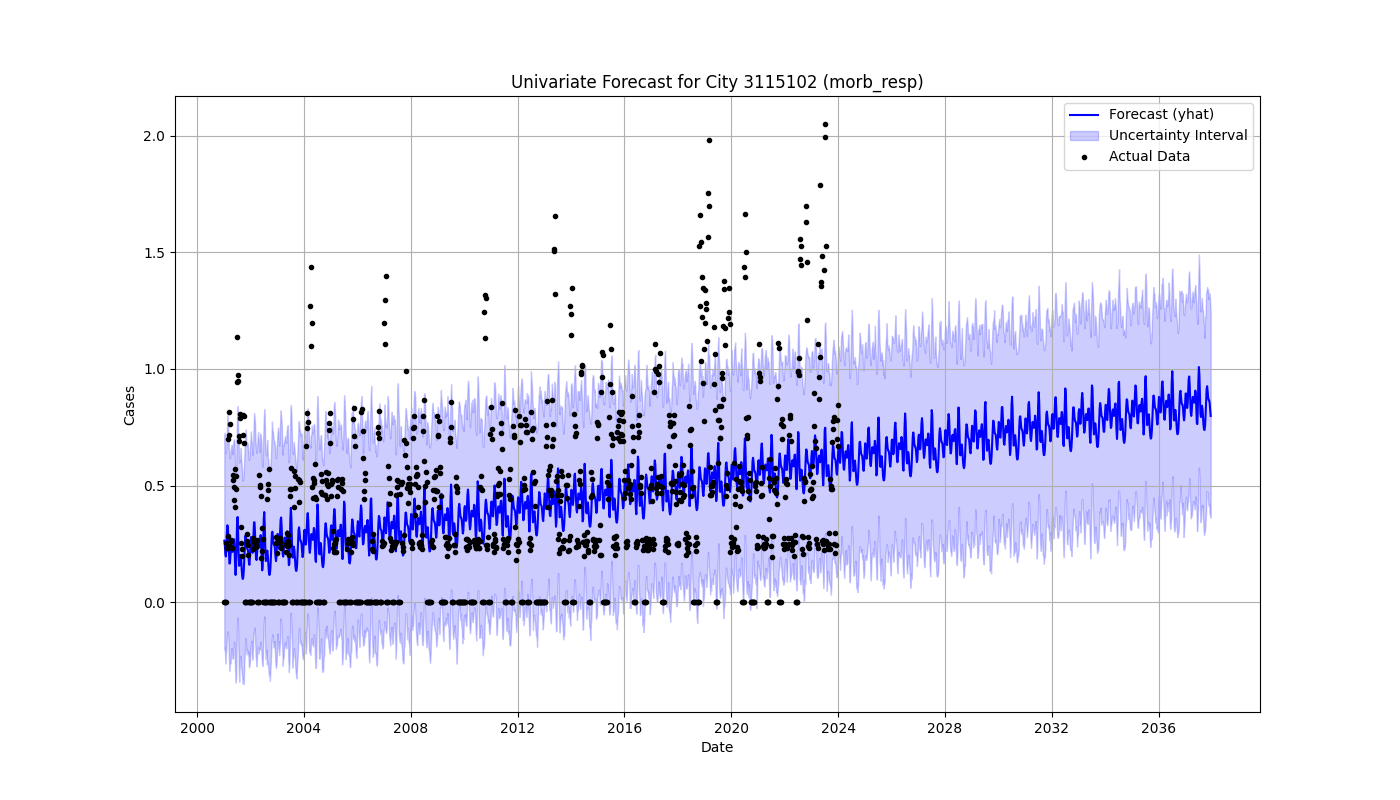 Univariate Forecast for City 3115102 (morb_resp)
Forecast (yhat)
Uncertainty Interval
Actual Data
Cases
2.0
1.5
1.0
0.5
0.0
2000 2004 2008 2012 2016 2020 2024 2028 2032 2036
Date